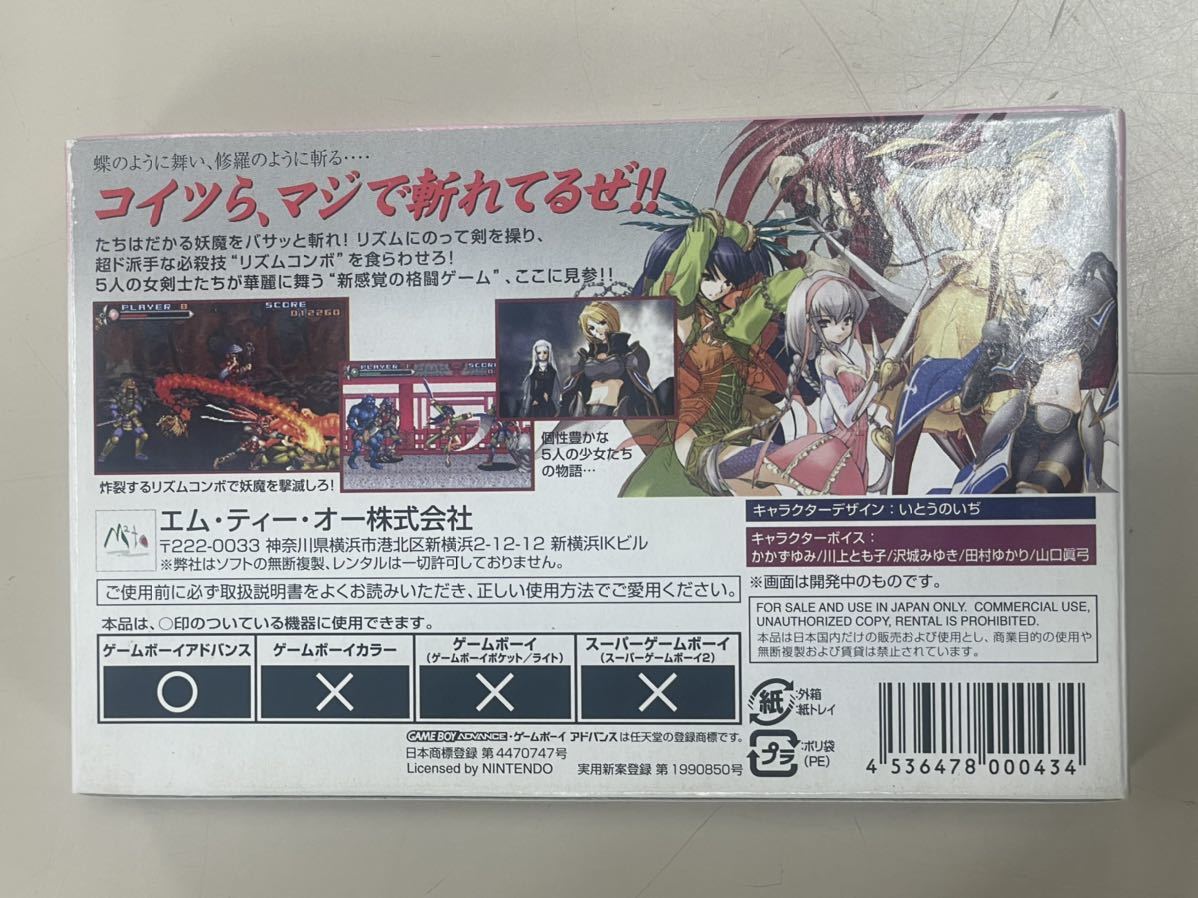 蝶のように舞い、修羅のように斬る‥‥
コイツら、マジで斬れてるぜ!!
たちはだかる妖魔をバサッと斬れ! リズムにのって剣を操り、
超ド派手な必殺技“リズムコンボ”を食らわせろ!
5人の女剣士たちが華麗に舞う“新感覚の格闘ゲーム”、ここに見参!!
PLAYER B
SCORE
012260
PLAYER
SCOR
炸裂するリズムコンボで妖魔を撃滅しろ!
個性豊かな
5人の少女たち
の物語…
エム・ティー・オー株式会社
〒222-0033 神奈川県横浜市港北区新横浜2-12-12 新横浜IKビル
※弊社はソフトの無断複製、レンタルは一切許可しておりません。
キャラクターデザイン:いとうのいぢ
キャラクターボイス:
かかずゆみ/川上とも子/沢城みゆき/田村ゆかり/山口眞弓
※画面は開発中のものです。
ご使用前に必ず取扱説明書をよくお読みいただき、正しい使用方法でご愛用ください。
FOR SALE AND USE IN JAPAN ONLY. COMMERCIAL USE,
UNAUTHORIZED COPY, RENTAL IS PROHIBITED.
本品は日本国内だけの販売および使用とし、商業目的の使用や
無断複製および賃貸は禁止されています。
本品は、○印のついている機器に使用できます。
ゲームボーイアドバンス
ゲームボーイカラー
ゲームボーイ
(ゲームボーイポケット/ライト)
スーパーゲームボーイ
(スーパーゲームボーイ2)
○ × × ×
GAME BOY ADVANCE・ゲームボーイ アドバンスは任天堂の登録商標です。
日本商標登録 第4470747号
Licensed by NINTENDO 実用新案登録 第1990850号
紙
:外箱
:紙トレイ
プラ
:ポリ袋
(PE)
4 536478 000434